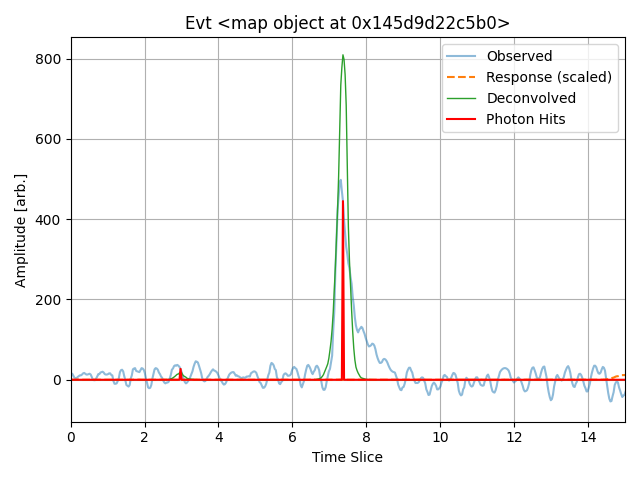 Evt <map object at 0x145d9d22c5b0>
Observed
Response (scaled)
Deconvolved
Photon Hits
Amplitude [arb.]
800
600
400
200
0
0 2 4 6 8 10 12 14
Time Slice